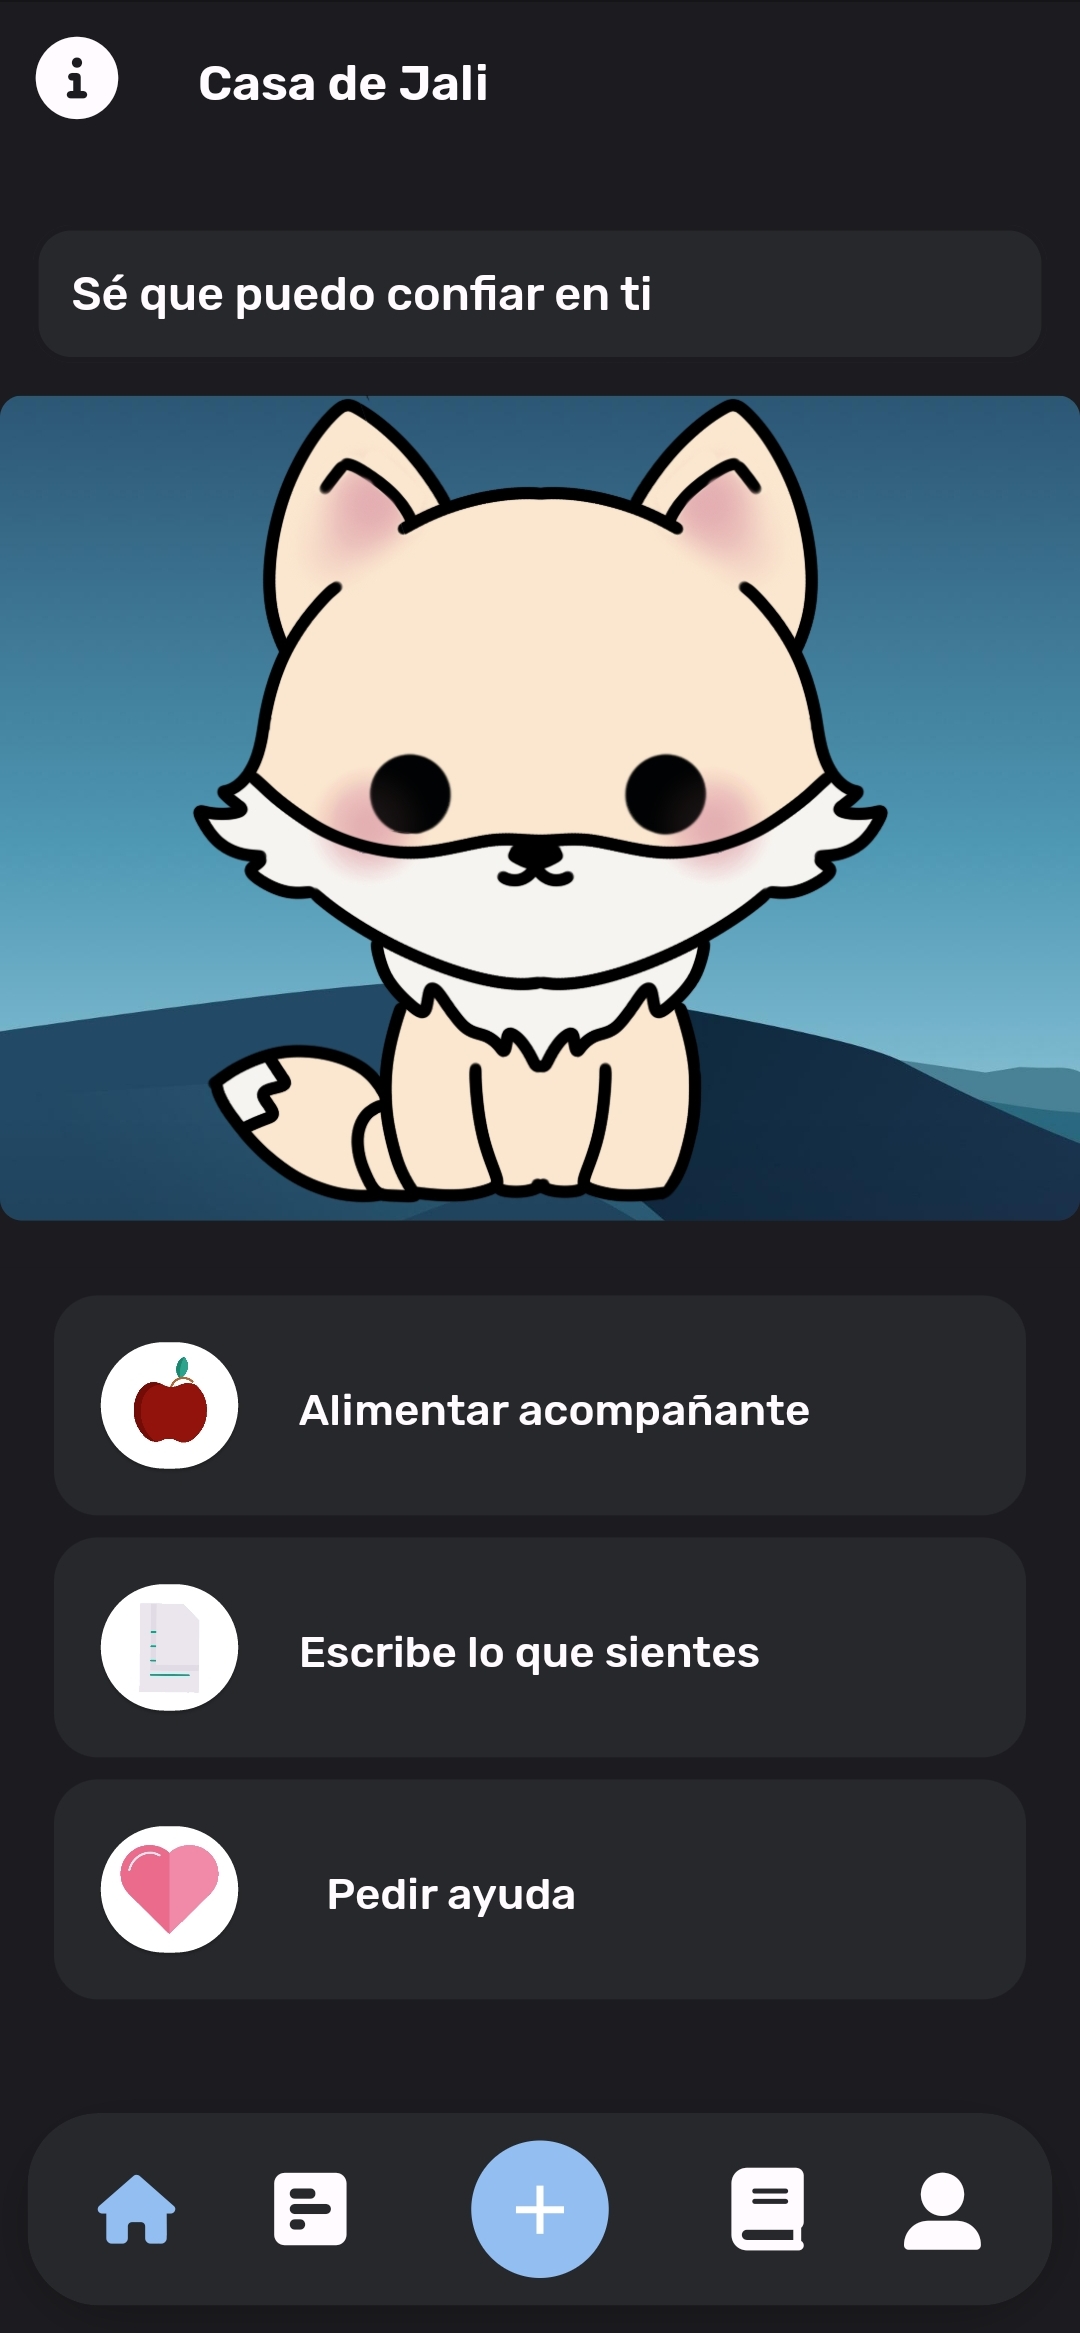 Casa de Jali
Sé que puedo confiar en ti
Alimentar acompañante
Escribe lo que sientes
Pedir ayuda